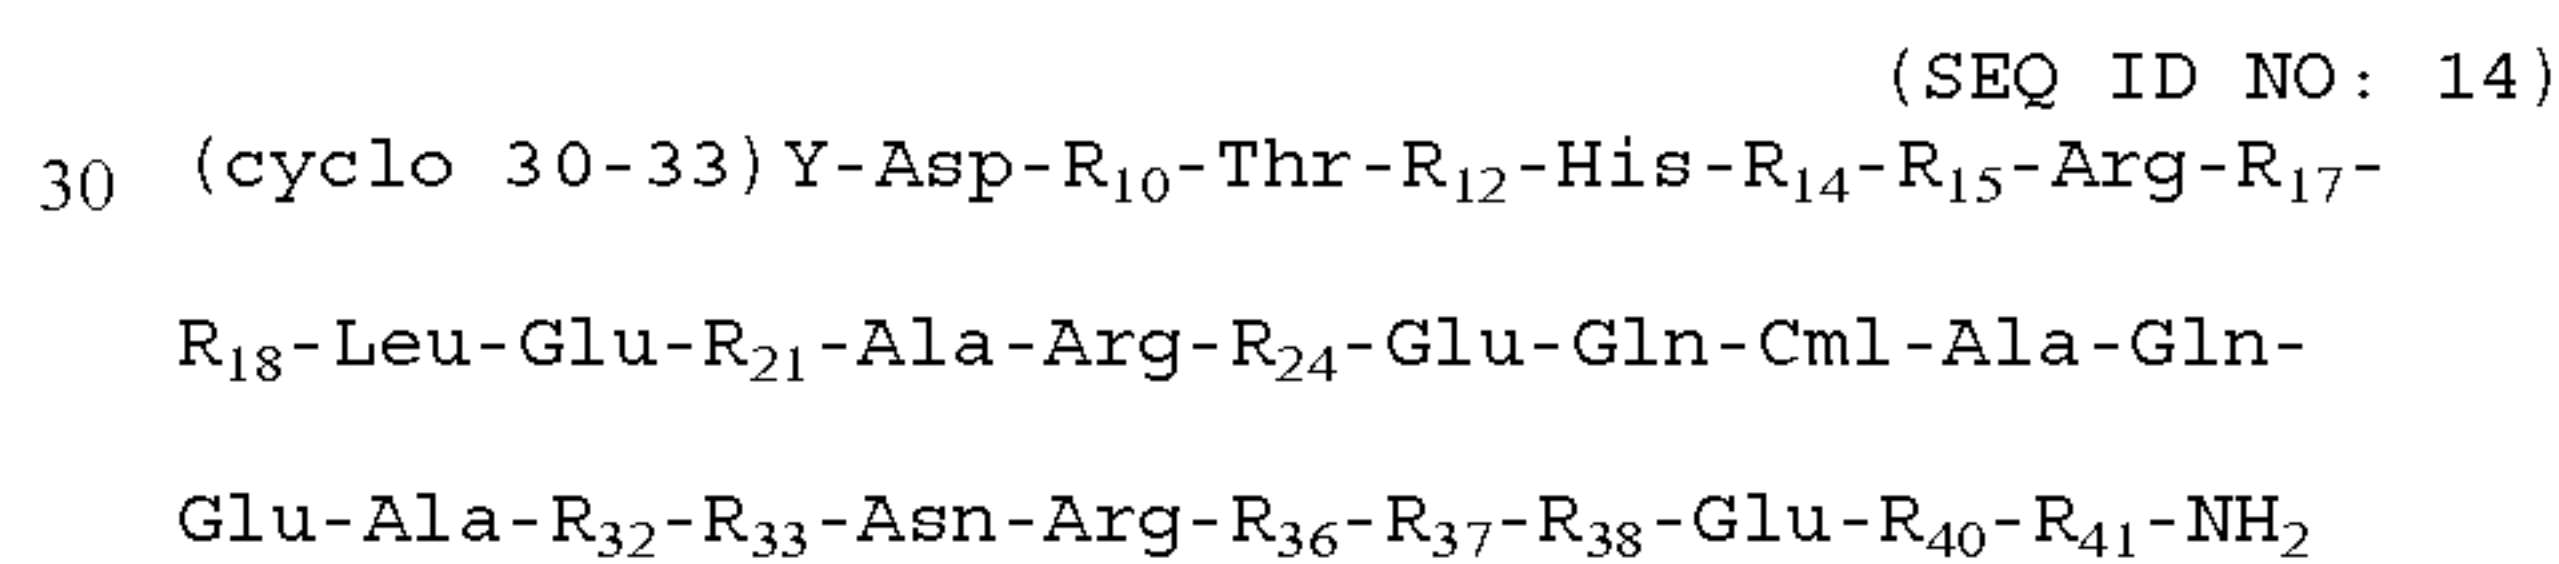 (SEQ ID NO: 14)
30 (cyclo 30-33)Y-Asp-R₁₀-Thr-R₁₂-His-R₁₄-R₁₅-Arg-R₁₇-
R₁₈-Leu-Glu-R₂₁-Ala-Arg-R₂₄-Glu-Gln-Cml-Ala-Gln-
Glu-Ala-R₃₂-R₃₃-Asn-Arg-R₃₆-R₃₇-R₃₈-Glu-R₄₀-R₄₁-NH₂